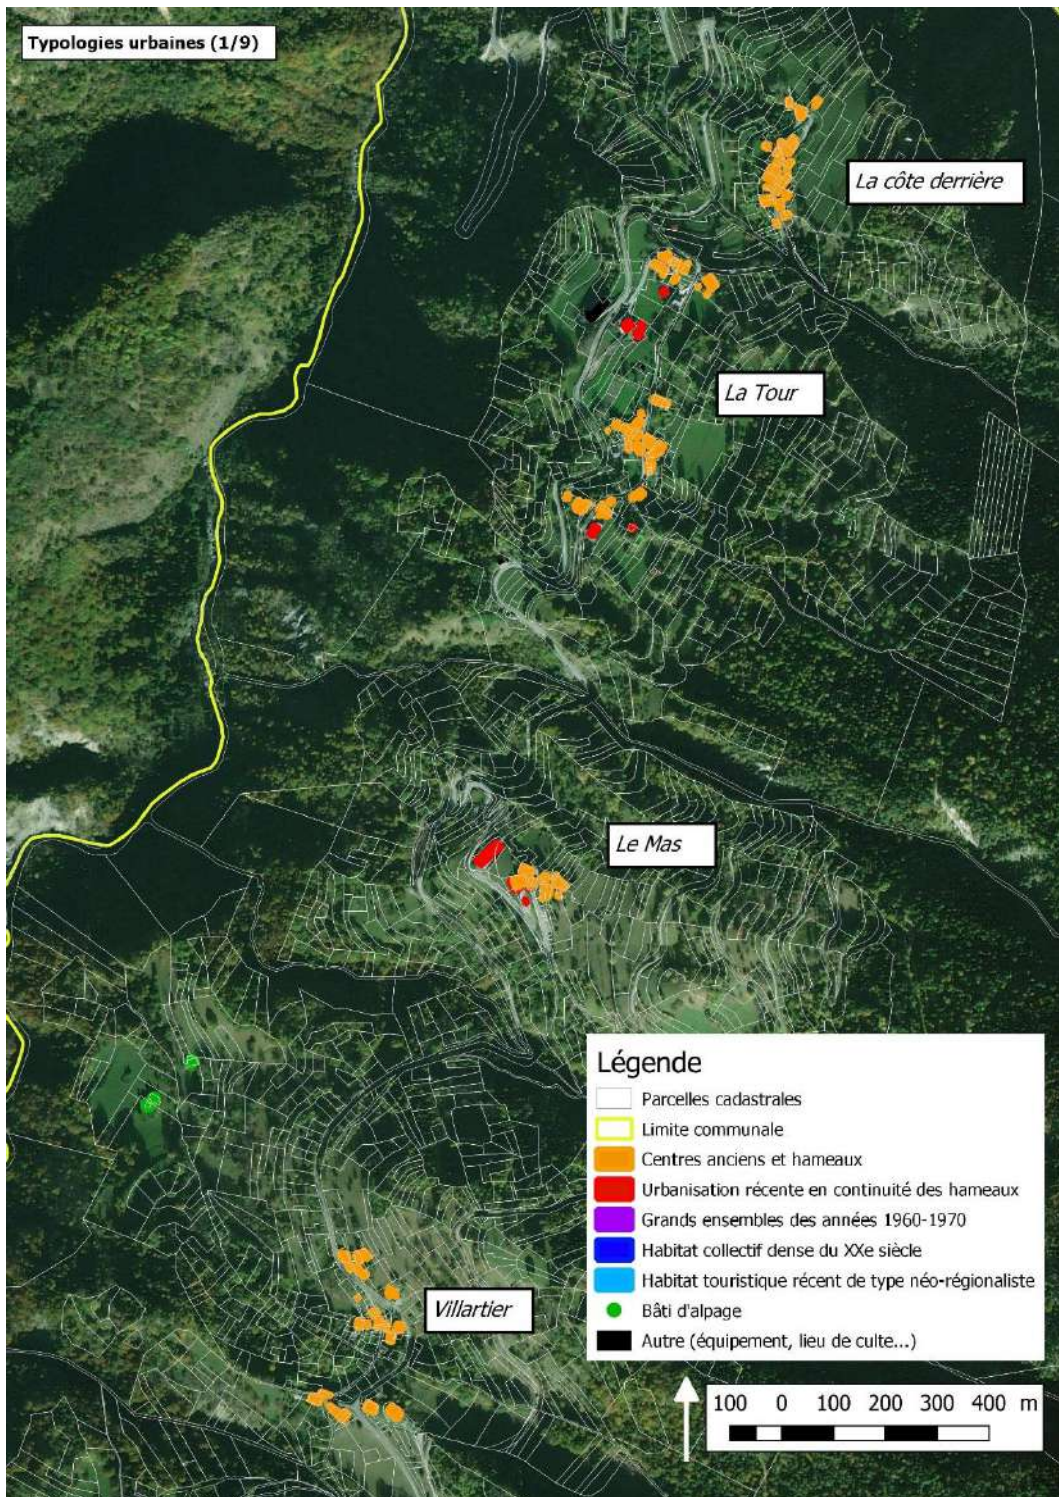 Typologies urbaines (1/9)
La côte derrière
La Tour
Le Mas
Villartier
Légende
Parcelles cadastrales
Limite communale
Centres anciens et hameaux
Urbanisation récente en continuité des hameaux
Grands ensembles des années 1960-1970
Habitat collectif dense du XXe siècle
Habitat touristique récent de type néo-régionaliste
Bâti d'alpage
Autre (équipement, lieu de culte...)
100 0 100 200 300 400 m